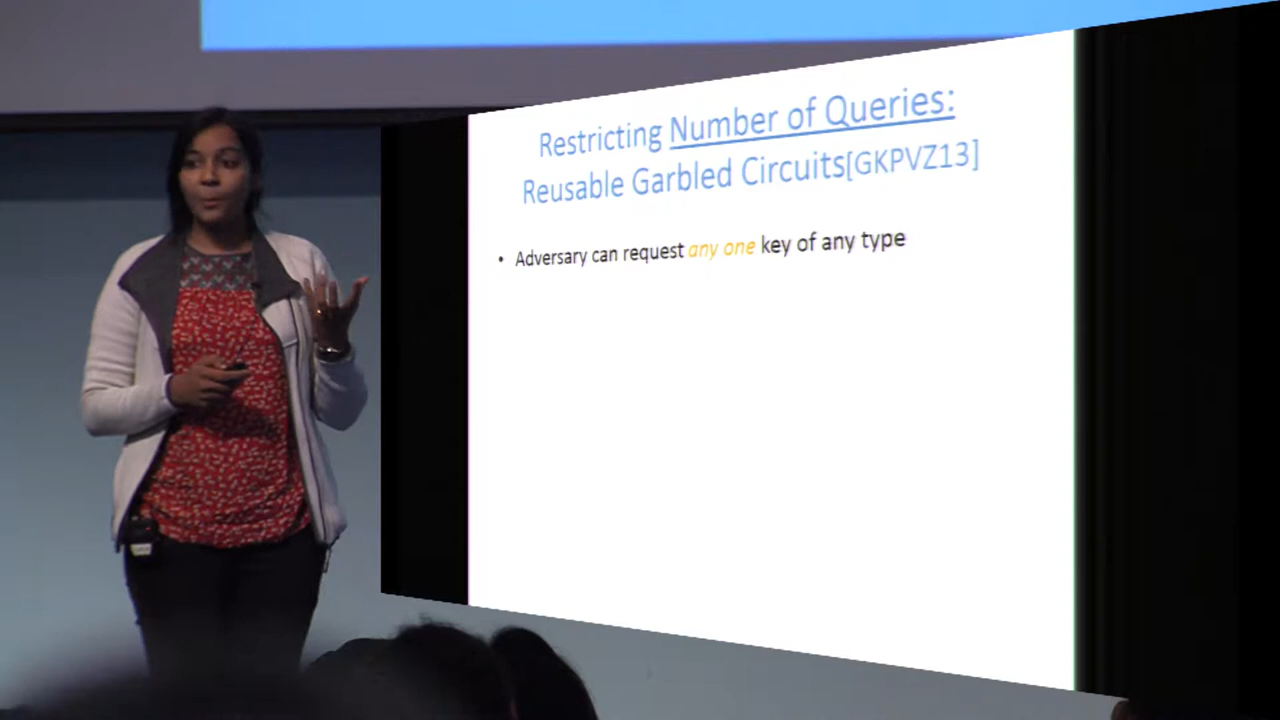 Restricting Number of Queries:
Reusable Garbled Circuits[GKPVZ13]
• Adversary can request any one key of any type